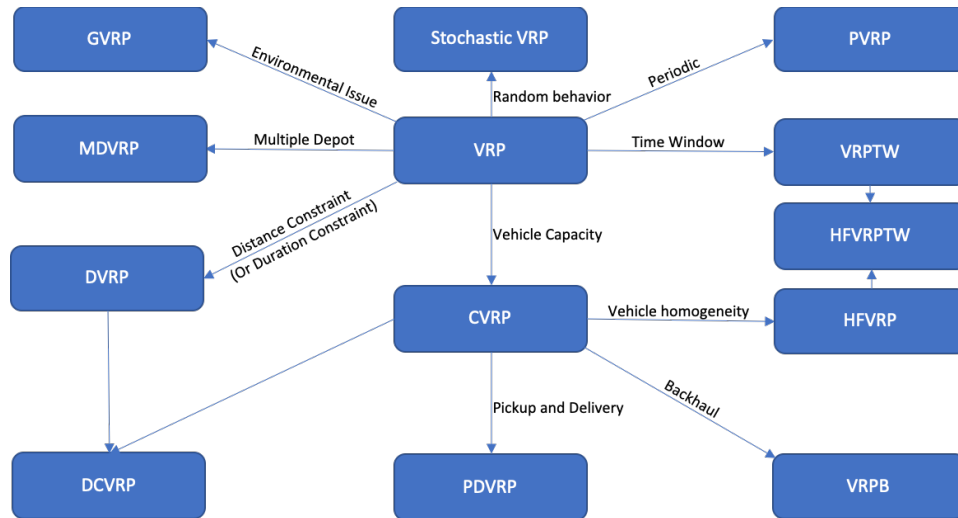 GVRP
Stochastic VRP
PVRP
Environmental Issue
Random behavior
Periodic
MDVRP
Multiple Depot
VRP
Time Window
VRPTW
Distance Constraint
(Or Duration Constraint)
Vehicle Capacity
HFVRPTW
DVRP
CVRP
Vehicle homogeneity
HFVRP
Pickup and Delivery
Backhaul
DCVRP
PDVRP
VRPB